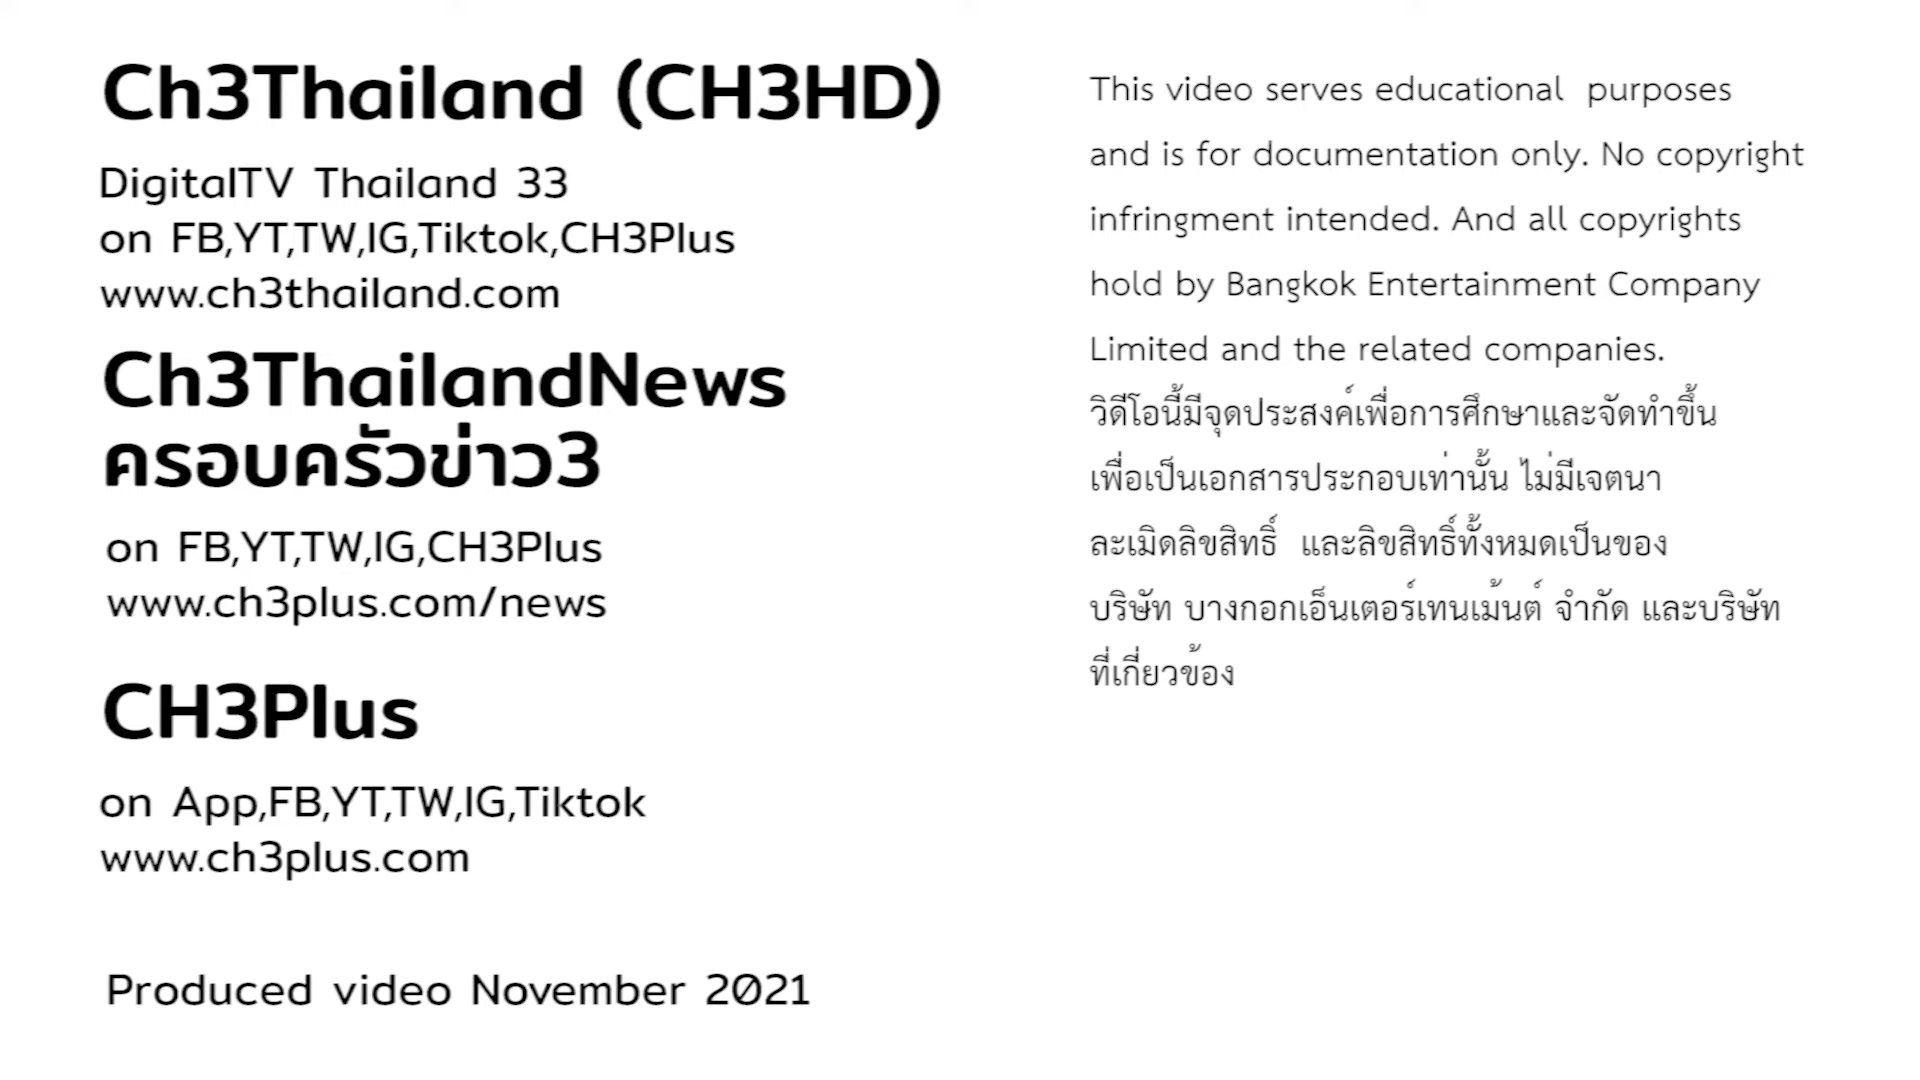 Ch3Thailand (CH3HD)
DigitalTV Thailand 33
on FB,YT,TW,IG,Tiktok,CH3Plus
www.ch3thailand.com
Ch3ThailandNews
ครอบครัวข่าว3
on FB,YT,TW,IG,CH3Plus
www.ch3plus.com/news
CH3Plus
on App,FB,YT,TW,IG,Tiktok
www.ch3plus.com
Produced video November 2021
This video serves educational  purposes
and is for documentation only. No copyright
infringment intended. And all copyrights
hold by Bangkok Entertainment Company
Limited and the related companies.
วิดีโอนี้มีจุดประสงค์เพื่อการศึกษาและจัดทำขึ้น
เพื่อเป็นเอกสารประกอบเท่านั้น ไม่มีเจตนา
ละเมิดลิขสิทธิ์  และลิขสิทธิ์ทั้งหมดเป็นของ
บริษัท บางกอกเอ็นเตอร์เทนเม้นต์ จำกัด และบริษัท
ที่เกี่ยวข้อง